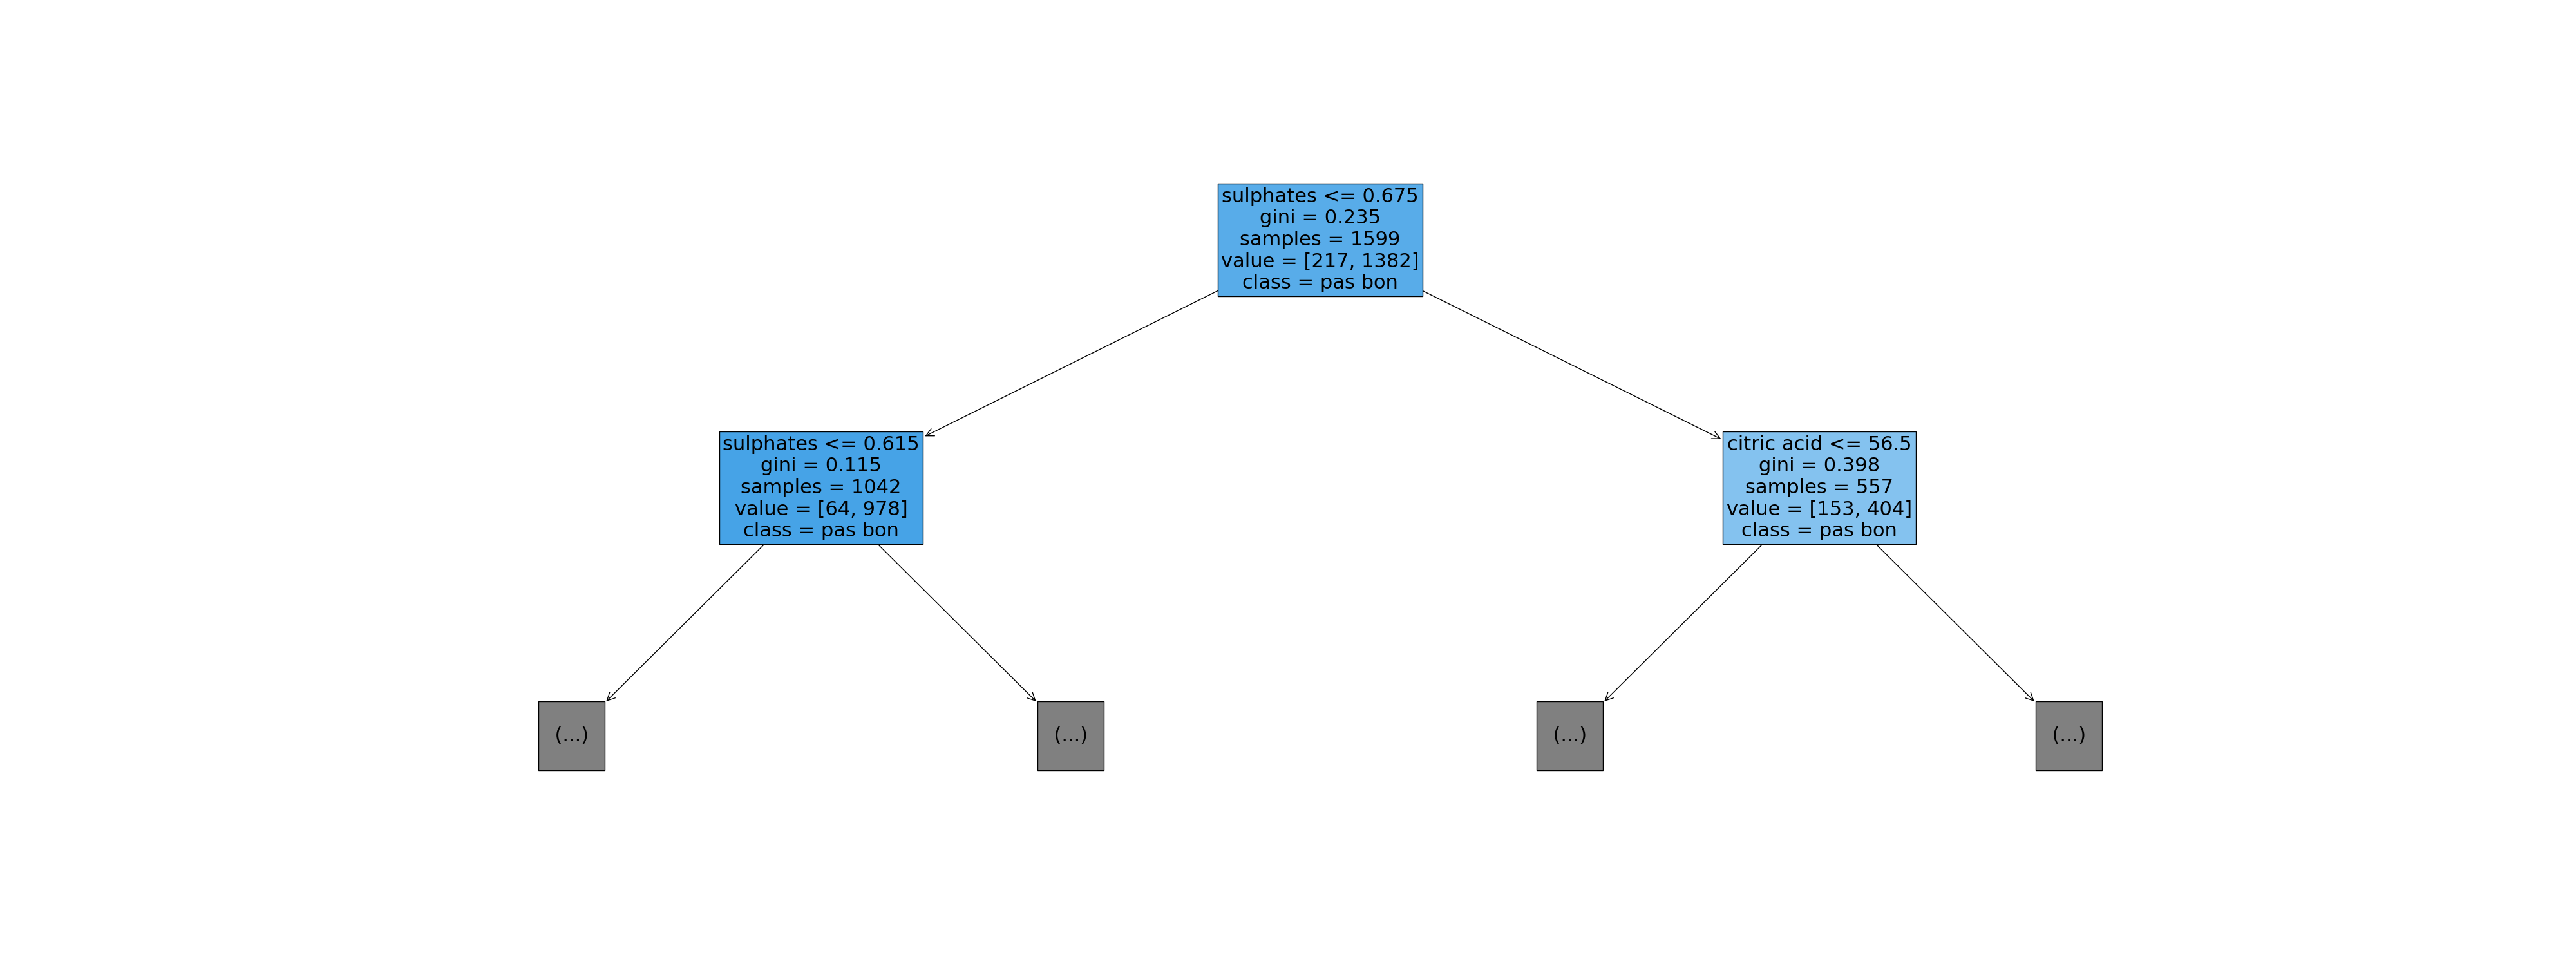 sulphates <= 0.675
gini = 0.235
samples = 1599
value = [217, 1382]
class = pas bon
sulphates <= 0.615
gini = 0.115
samples = 1042
value = [64, 978]
class = pas bon
citric acid <= 56.5
gini = 0.398
samples = 557
value = [153, 404]
class = pas bon
(...)
(...)
(...)
(...)